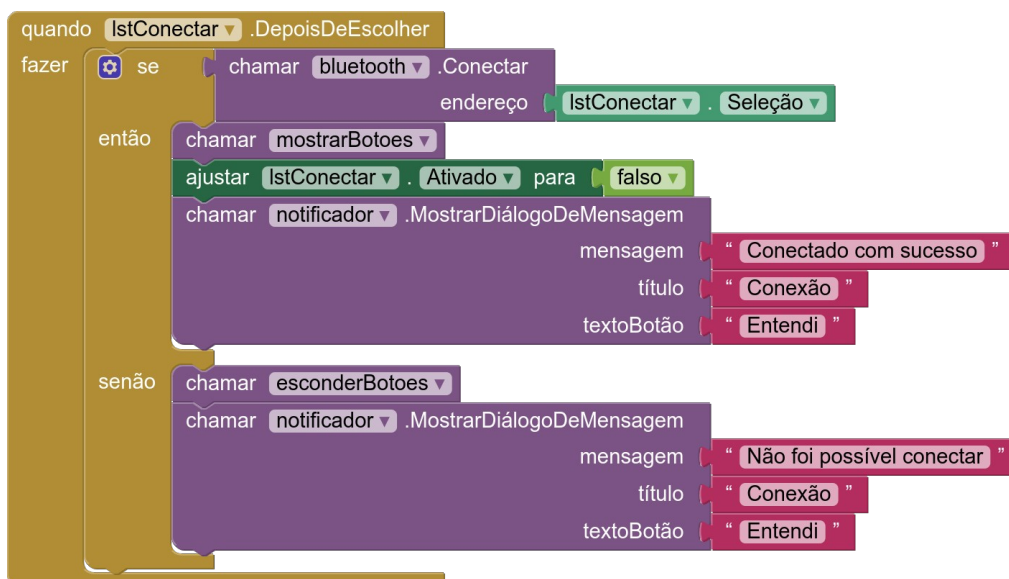 quando lstConectar .DepoisDeEscolher
fazer se chamar bluetooth .Conectar
endereço lstConectar . Seleção
então chamar mostrarBotoes
ajustar lstConectar . Ativado para falso
chamar notificador .MostrarDiálogoDeMensagem
mensagem “ Conectado com sucesso ”
título “ Conexão ”
textoBotão “ Entendi ”
senão chamar esconderBotoes
chamar notificador .MostrarDiálogoDeMensagem
mensagem “ Não foi possível conectar ”
título “ Conexão ”
textoBotão “ Entendi ”